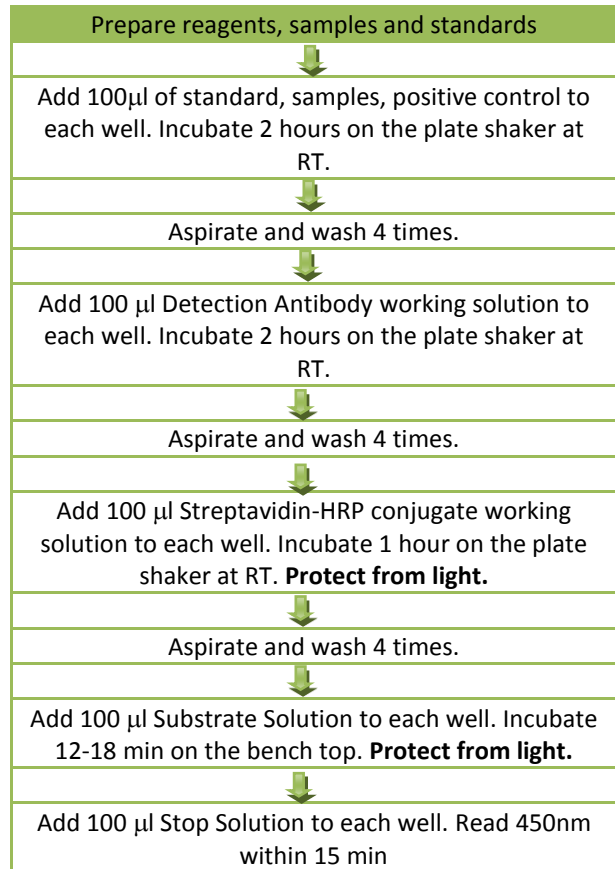 Prepare reagents, samples and standards
Add 100μl of standard, samples, positive control to
each well. Incubate 2 hours on the plate shaker at
RT.
Aspirate and wash 4 times.
Add 100 μl Detection Antibody working solution to
each well. Incubate 2 hours on the plate shaker at
RT.
Aspirate and wash 4 times.
Add 100 μl Streptavidin-HRP conjugate working
solution to each well. Incubate 1 hour on the plate
shaker at RT. Protect from light.
Aspirate and wash 4 times.
Add 100 μl Substrate Solution to each well. Incubate
12-18 min on the bench top. Protect from light.
Add 100 μl Stop Solution to each well. Read 450nm
within 15 min